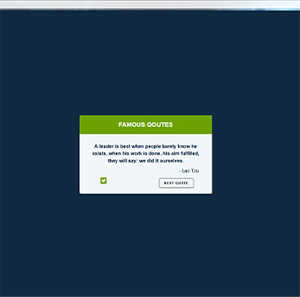 FAMOUS QOUTES
A leader is best when people barely know he
exists, when his work is done, his aim fulfilled,
they will say: we did it ourselves.
- Lao Tzu
NEXT QUOTE